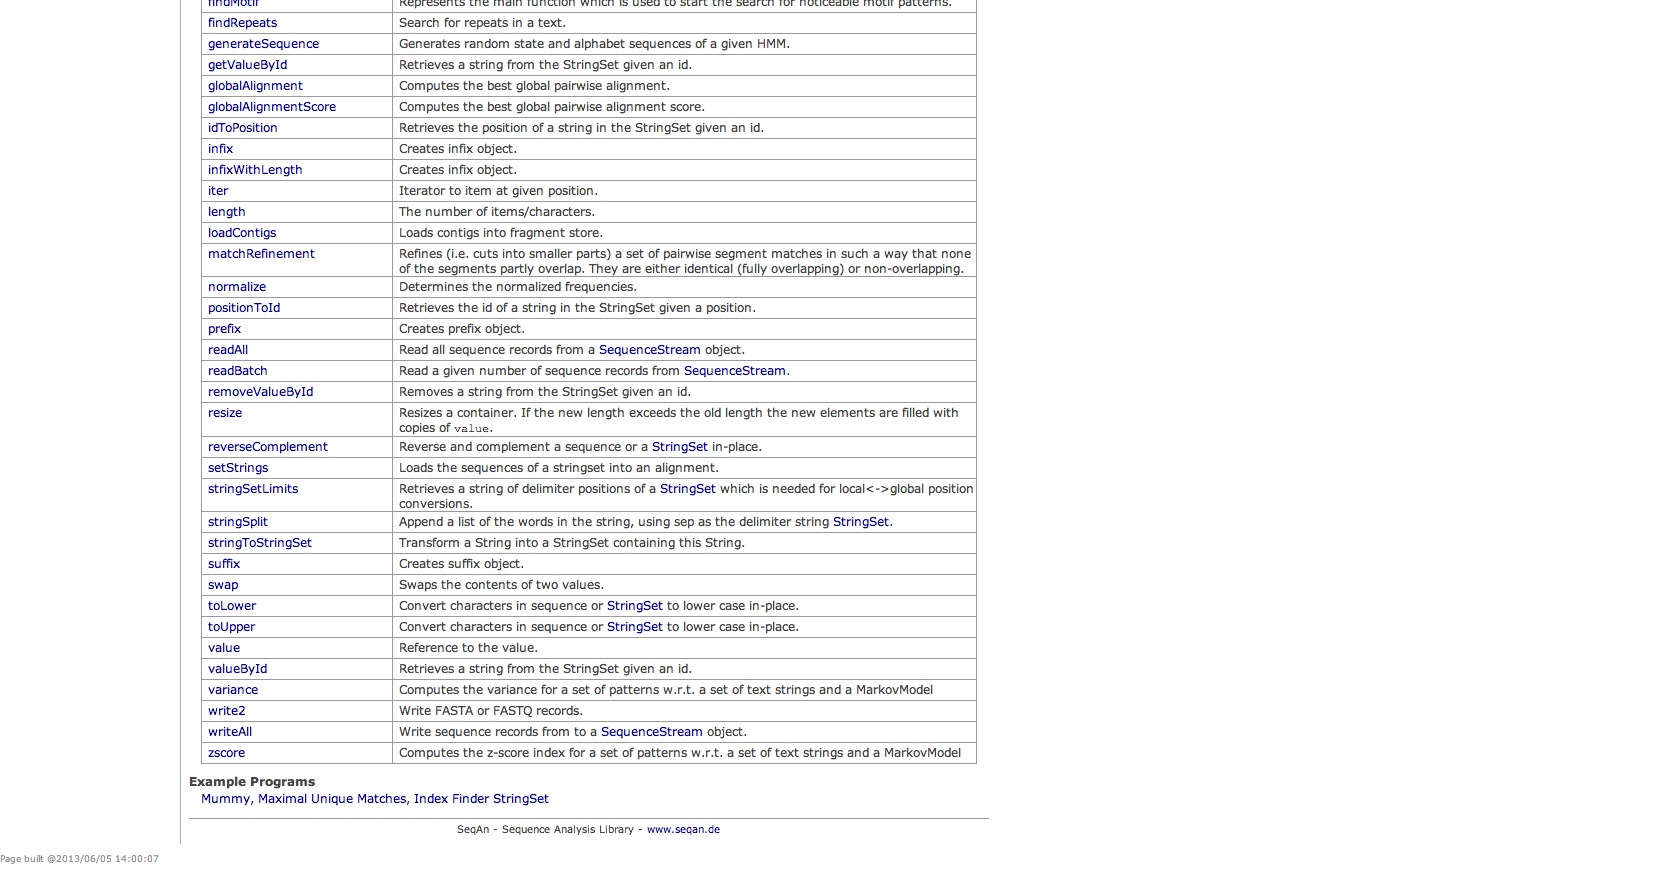 findMotif Represents the main function which is used to start the search for noticeable motif patterns.
findRepeats Search for repeats in a text.
generateSequence Generates random state and alphabet sequences of a given HMM.
getValueById Retrieves a string from the StringSet given an id.
globalAlignment Computes the best global pairwise alignment.
globalAlignmentScore Computes the best global pairwise alignment score.
idToPosition Retrieves the position of a string in the StringSet given an id.
infix Creates infix object.
infixWithLength Creates infix object.
iter Iterator to item at given position.
length The number of items/characters.
loadContigs Loads contigs into fragment store.
matchRefinement Refines (i.e. cuts into smaller parts) a set of pairwise segment matches in such a way that none
of the segments partly overlap. They are either identical (fully overlapping) or non-overlapping.
normalize Determines the normalized frequencies.
positionToId Retrieves the id of a string in the StringSet given a position.
prefix Creates prefix object.
readAll Read all sequence records from a SequenceStream object.
readBatch Read a given number of sequence records from SequenceStream.
removeValueById Removes a string from the StringSet given an id.
resize Resizes a container. If the new length exceeds the old length the new elements are filled with
copies of value.
reverseComplement Reverse and complement a sequence or a StringSet in-place.
setStrings Loads the sequences of a stringset into an alignment.
stringSetLimits Retrieves a string of delimiter positions of a StringSet which is needed for local<->global position
conversions.
stringSplit Append a list of the words in the string, using sep as the delimiter string StringSet.
stringToStringSet Transform a String into a StringSet containing this String.
suffix Creates suffix object.
swap Swaps the contents of two values.
toLower Convert characters in sequence or StringSet to lower case in-place.
toUpper Convert characters in sequence or StringSet to lower case in-place.
value Reference to the value.
valueById Retrieves a string from the StringSet given an id.
variance Computes the variance for a set of patterns w.r.t. a set of text strings and a MarkovModel
write2 Write FASTA or FASTQ records.
writeAll Write sequence records from to a SequenceStream object.
zscore Computes the z-score index for a set of patterns w.r.t. a set of text strings and a MarkovModel
Example Programs
Mummy, Maximal Unique Matches, Index Finder StringSet
SeqAn - Sequence Analysis Library - www.seqan.de
Page built @2013/06/05 14:00:07